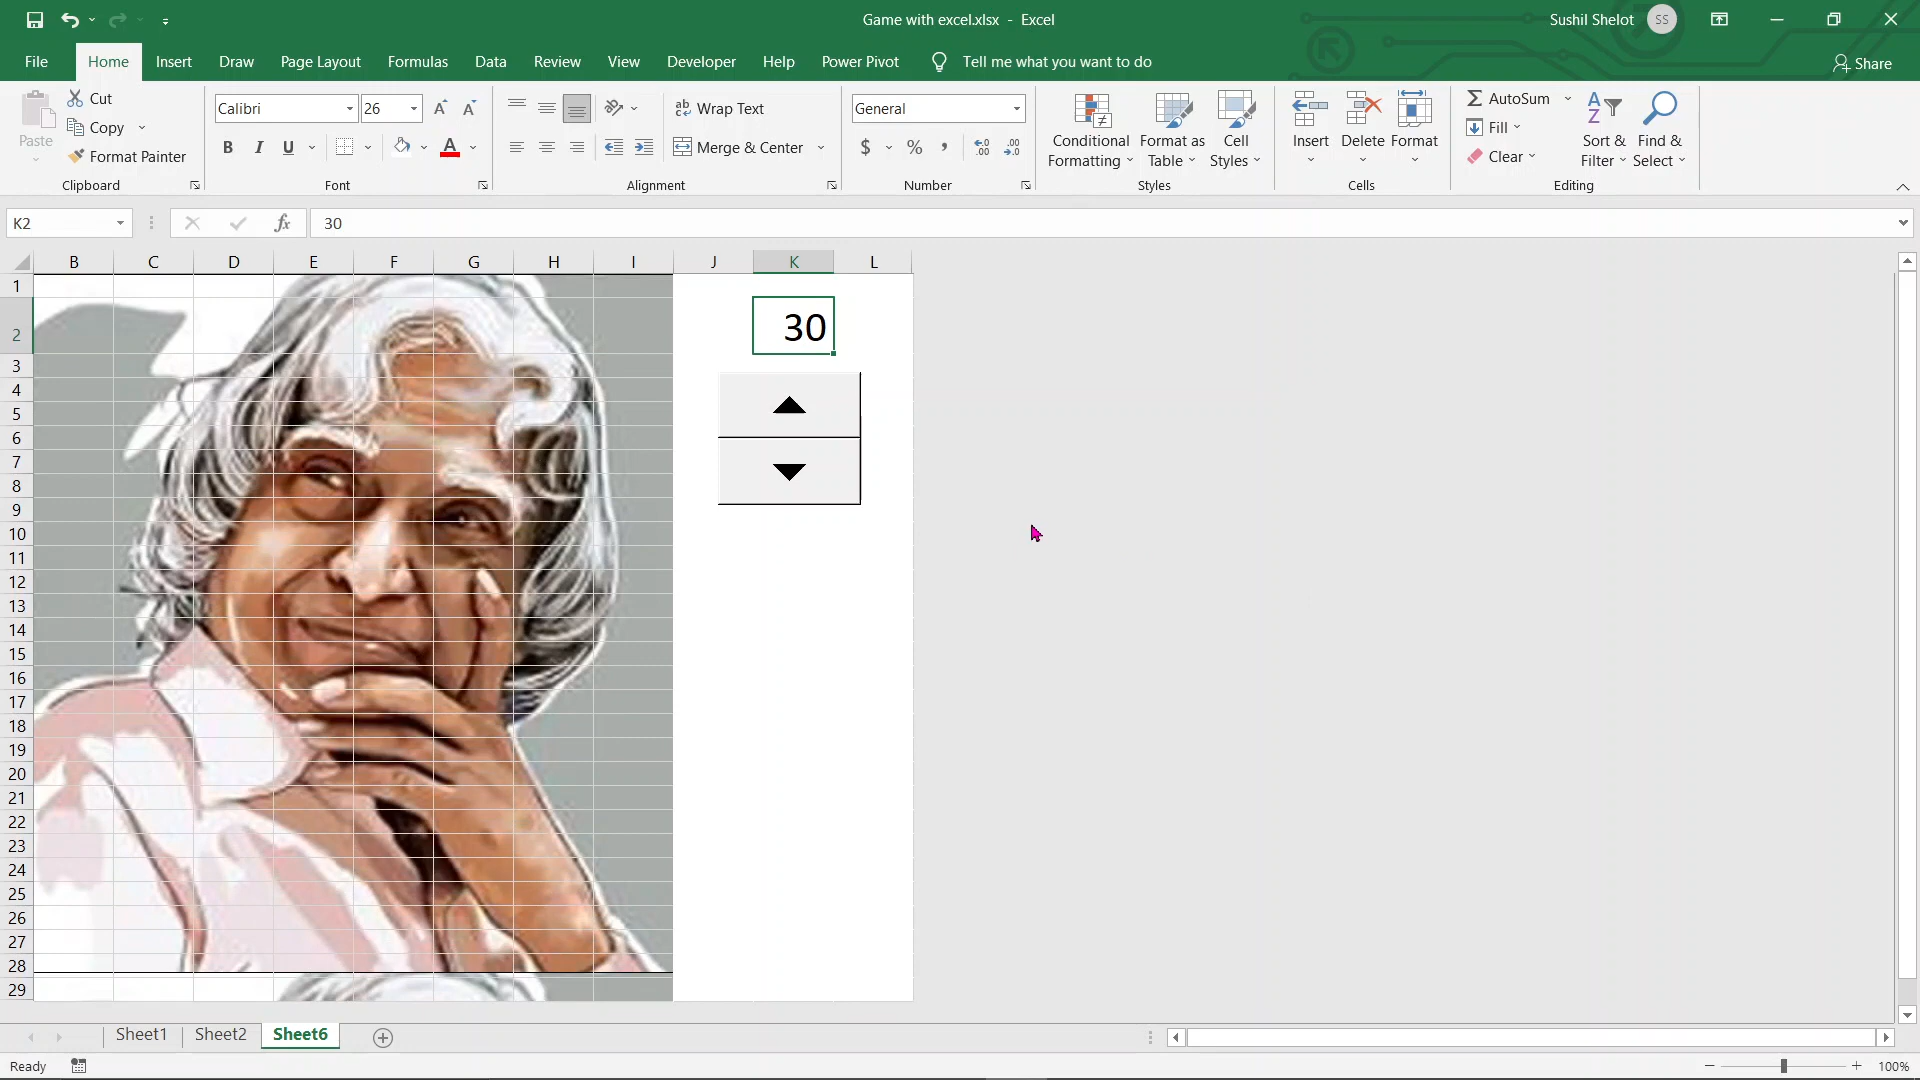 Game with excel.xlsx - Excel
Sushil Shelot
SS
File Home Insert Draw Page Layout Formulas Data Review View Developer Help Power Pivot Tell me what you want to do
Share
Paste
Cut
Copy
Format Painter
Clipboard
Calibri 26 A A
B I U A
Font
ab Wrap Text
Merge & Center
Alignment
General
$ % , .00 .00
Number
Conditional Formatting
Format as Table
Cell Styles
Styles
Insert Delete Format
Cells
AutoSum
Fill
Clear
Sort & Filter
Find & Select
Editing
K2 fx 30
B C D E F G H I J K L
1
2 30
3
4
5
6
7
8
9
10
11
12
13
14
15
16
17
18
19
20
21
22
23
24
25
26
27
28
29
Sheet1 Sheet2 Sheet6
Ready
100%